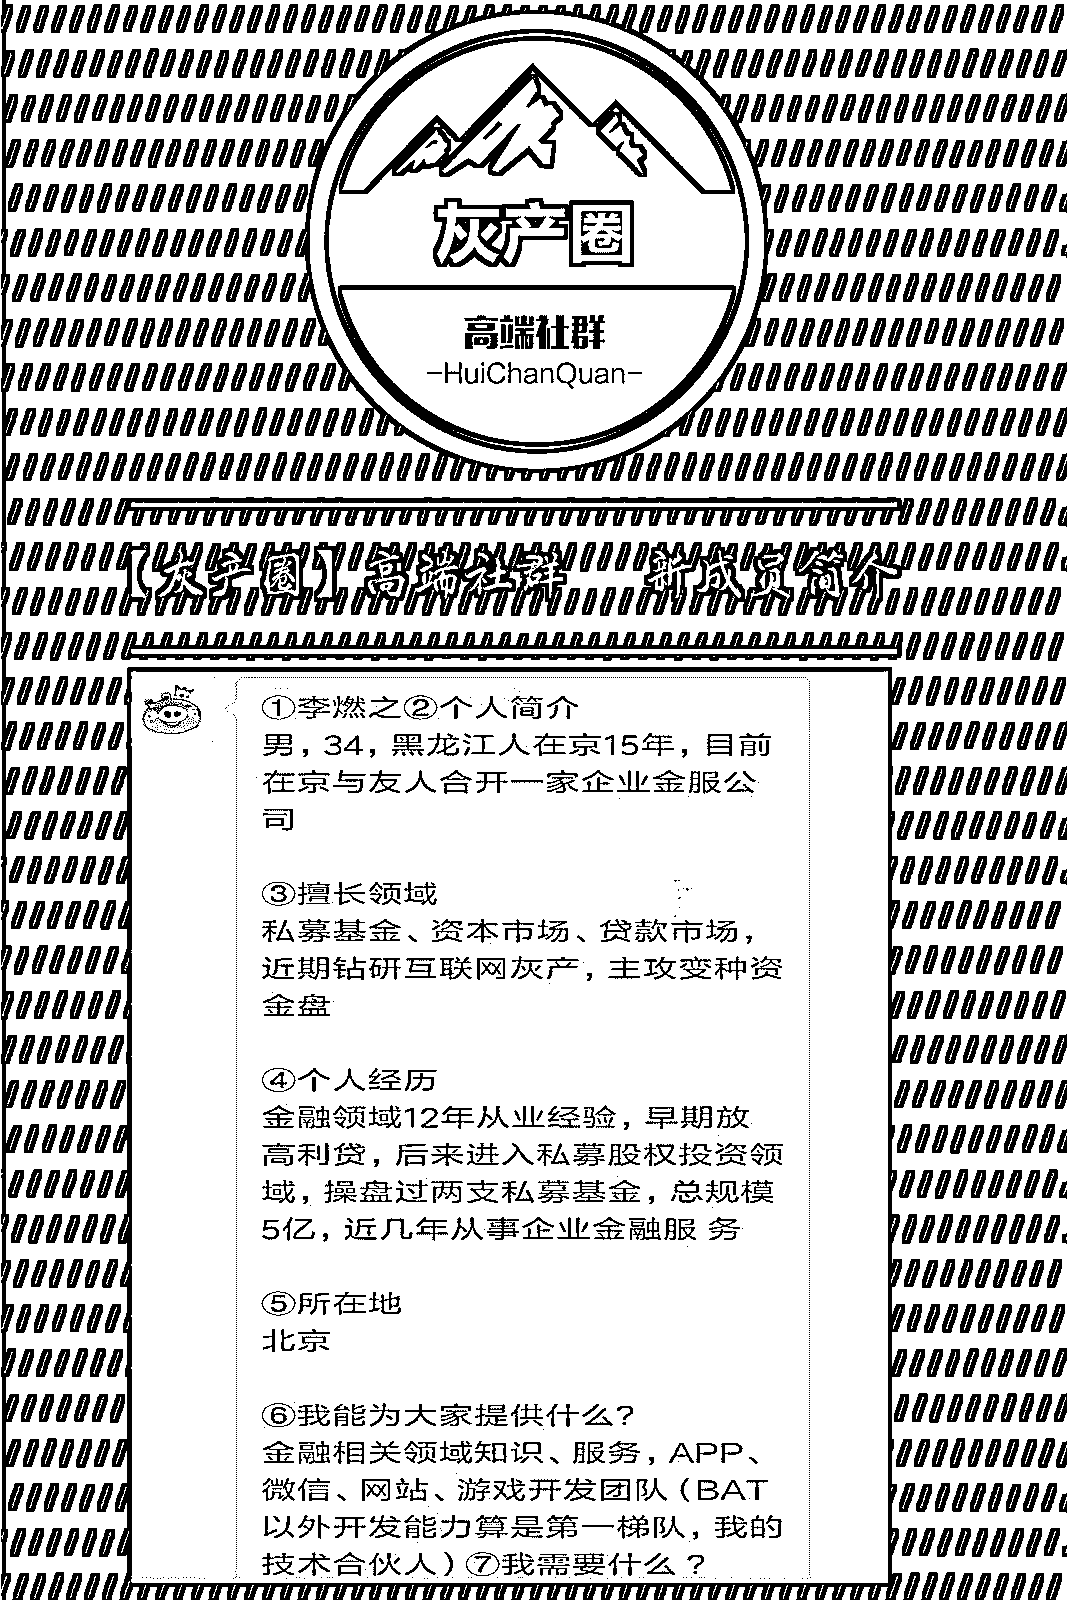 灰产圈
高端社群
-HuiChanQuan-
【灰产圈】高端社群 新成员简介
①李燃之②个人简介
男，34，黑龙江人在京15年，目前
在京与友人合开一家企业金服公
司
③擅长领域
私募基金、资本市场、贷款市场，
近期钻研互联网灰产，主攻变种资
金盘
④个人经历
金融领域12年从业经验，早期放
高利贷，后来进入私募股权投资领
域，操盘过两支私募基金，总规模
5亿，近几年从事企业金融服 务
⑤所在地
北京
⑥我能为大家提供什么？
金融相关领域知识、服务，APP、
微信、网站、游戏开发团队（BAT
以外开发能力算是第一梯队，我的
技术合伙人）⑦我需要什么？